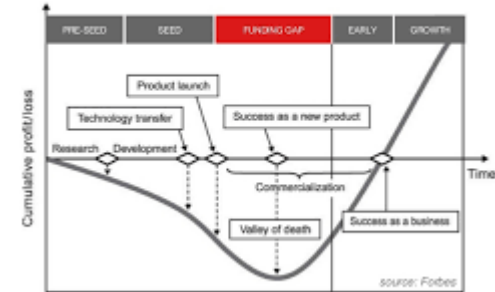 PRE-SEED
SEED
FUNDING GAP
EARLY
GROWTH
Product launch
Technology transfer
Success as a new product
Research
Development
Time
Commercialization
Success as a business
Valley of death
Cumulative profit/loss
source: Forbes